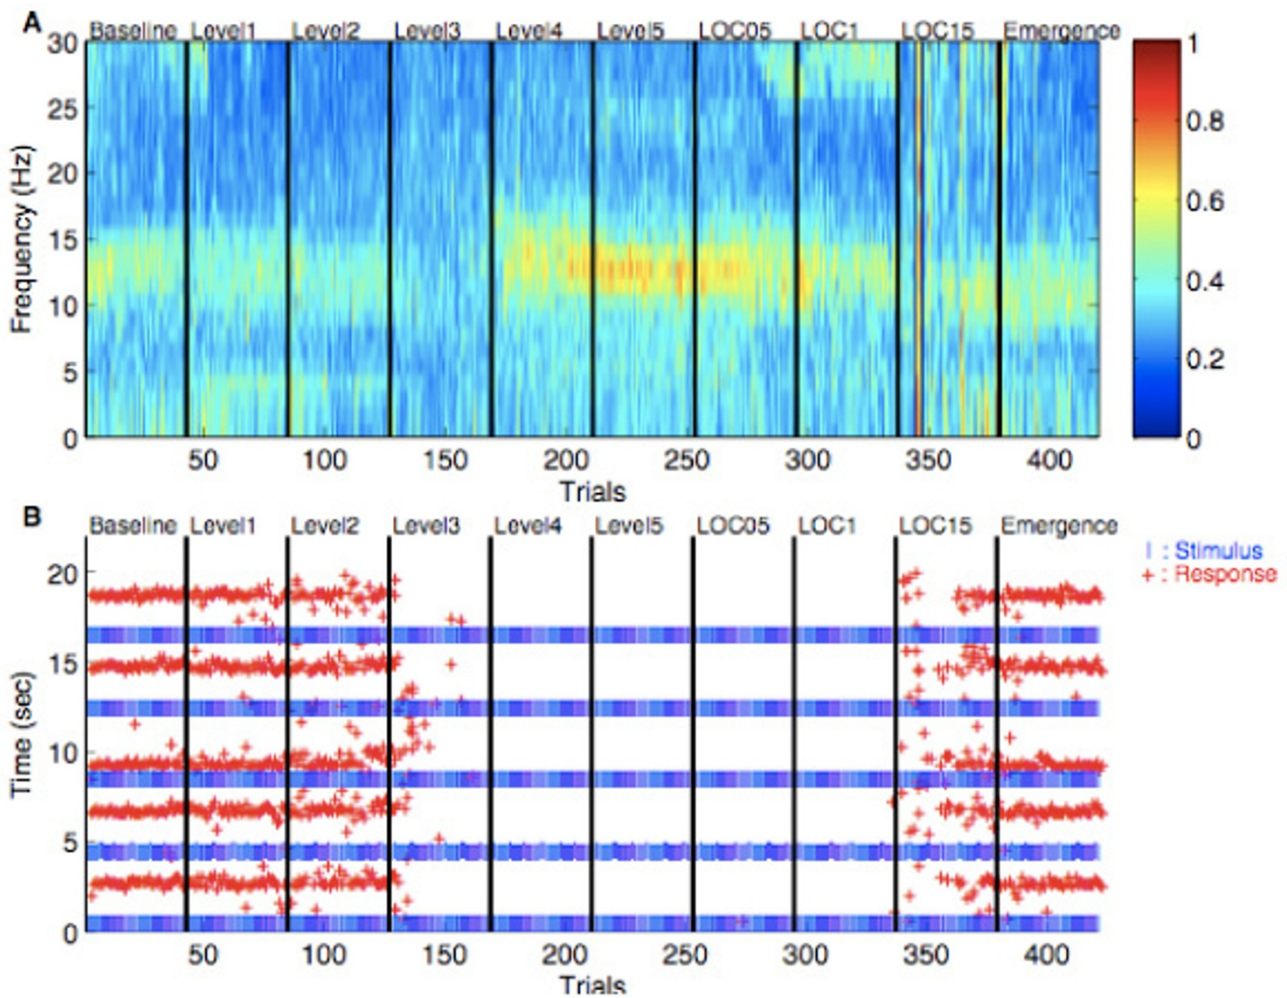 A
Baseline Level1 Level2 Level3 Level4 Level5 LOC05 LOC1 LOC15 Emergence
30
25
20
15
10
5
0
Frequency (Hz)
50 100 150 200 250 300 350 400
Trials
1
0.8
0.6
0.4
0.2
0
B
Baseline Level1 Level2 Level3 Level4 Level5 LOC05 LOC1 LOC15 Emergence
20
15
10
5
0
Time (sec)
50 100 150 200 250 300 350 400
Trials
| : Stimulus
+ : Response